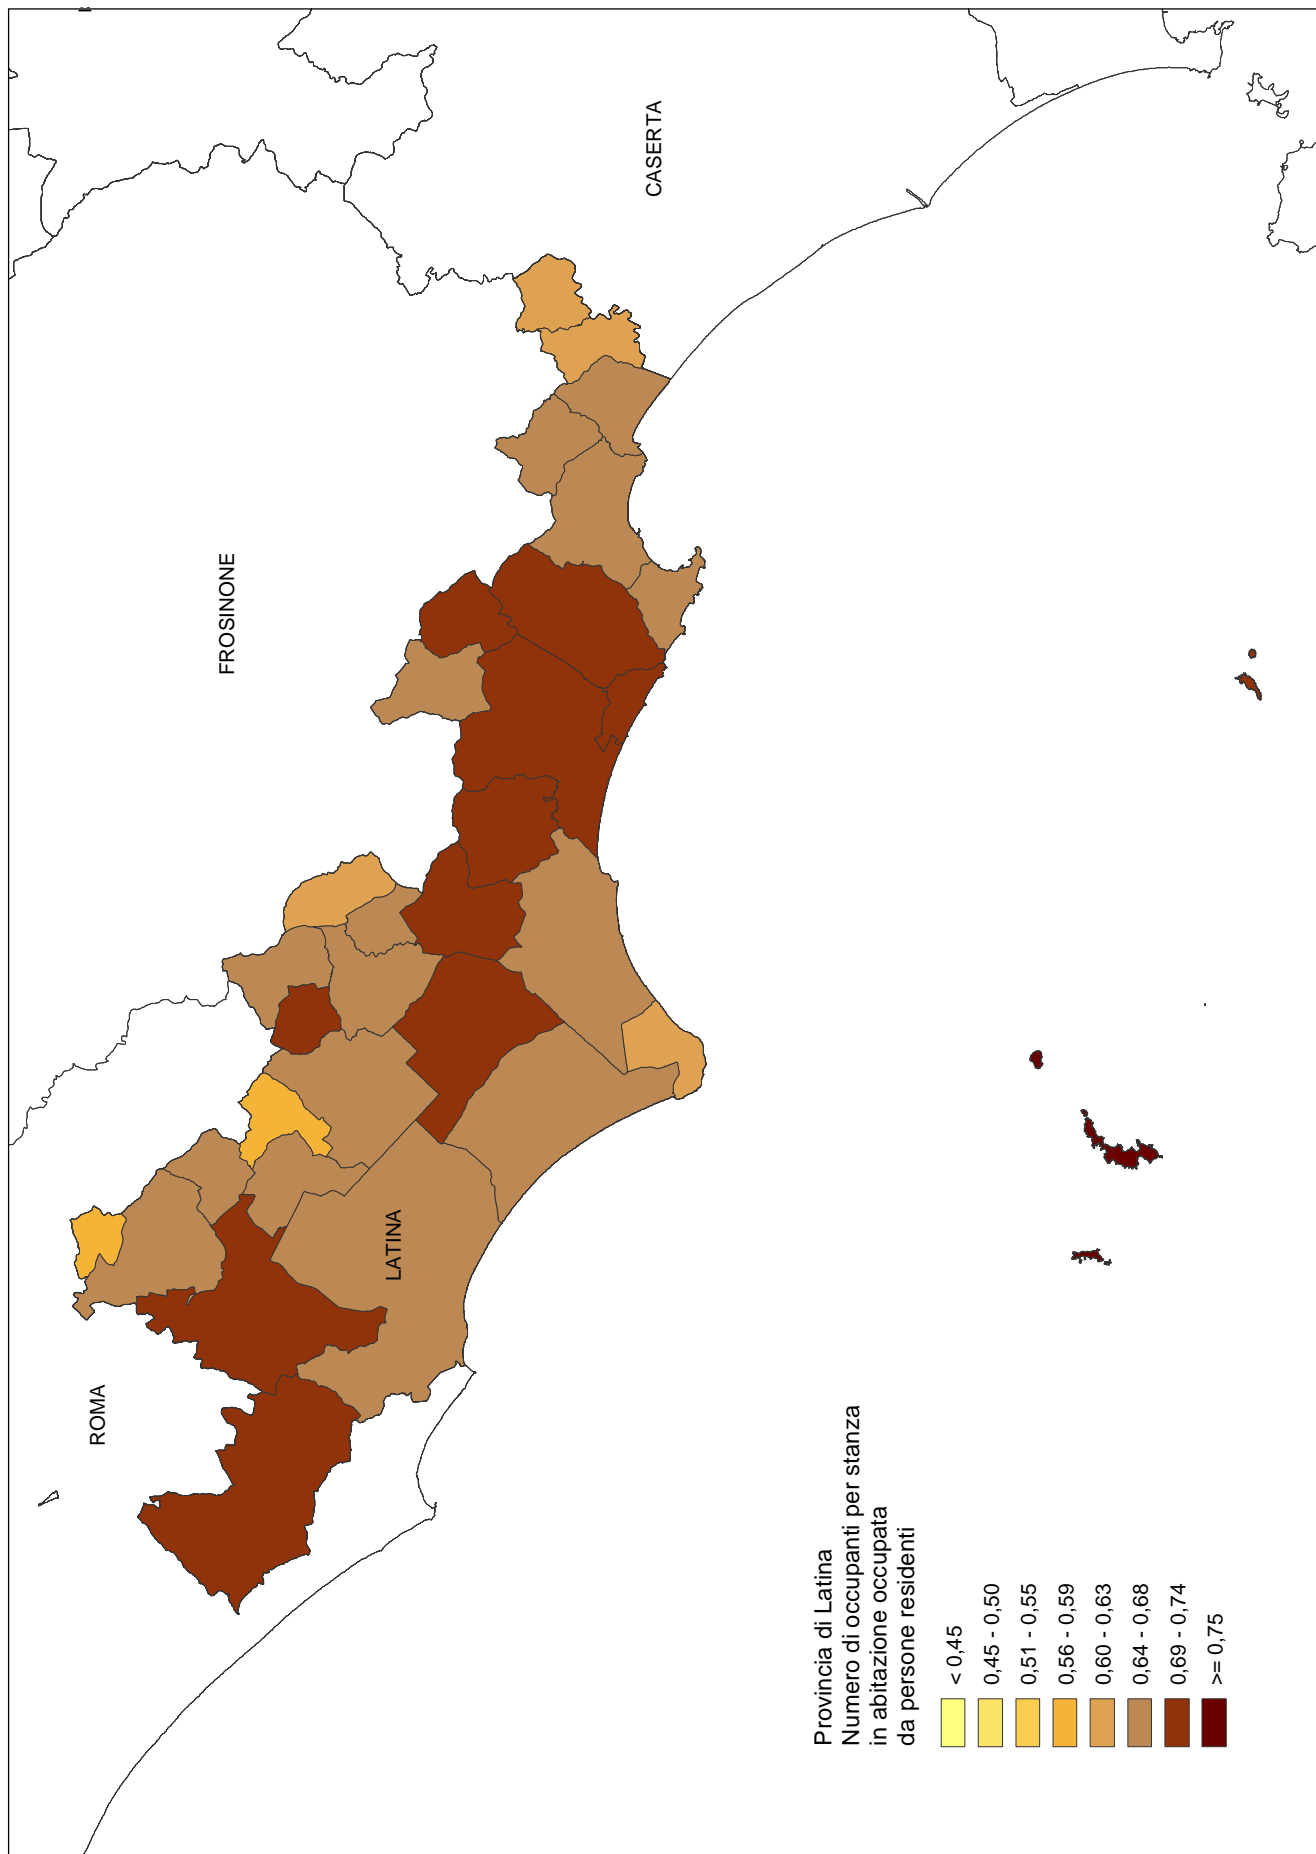 ROMA
FROSINONE
LATINA
CASERTA
Provincia di Latina
Numero di occupanti per stanza
in abitazione occupata
da persone residenti
< 0,45
0,45 - 0,50
0,51 - 0,55
0,56 - 0,59
0,60 - 0,63
0,64 - 0,68
0,69 - 0,74
>= 0,75